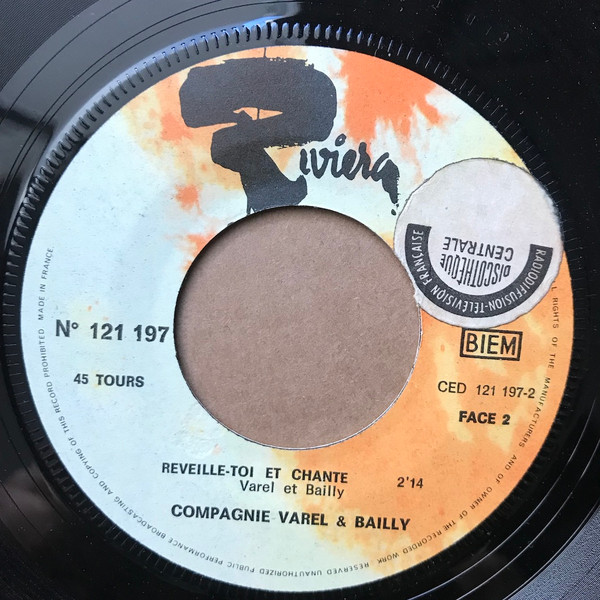 Riviera
RADIODIFFUSION-TÉLÉVISION FRANÇAISE
DISCOTHÈQUE
CENTRALE
N° 121 197
45 TOURS
BIEM
CED 121 197-2
FACE 2
REVEILLE-TOI ET CHANTE 2'14
Varel et Bailly
COMPAGNIE VAREL & BAILLY
L RIGHTS OF THE MANUFACTURERS AND OF OWNER OF THE RECORDED WORK · RESERVED UNAUTHORIZED PUBLIC PERFORMANCE BROADCASTING AND COPYING OF THIS RECORD PROHIBITED MADE IN FRANCE.